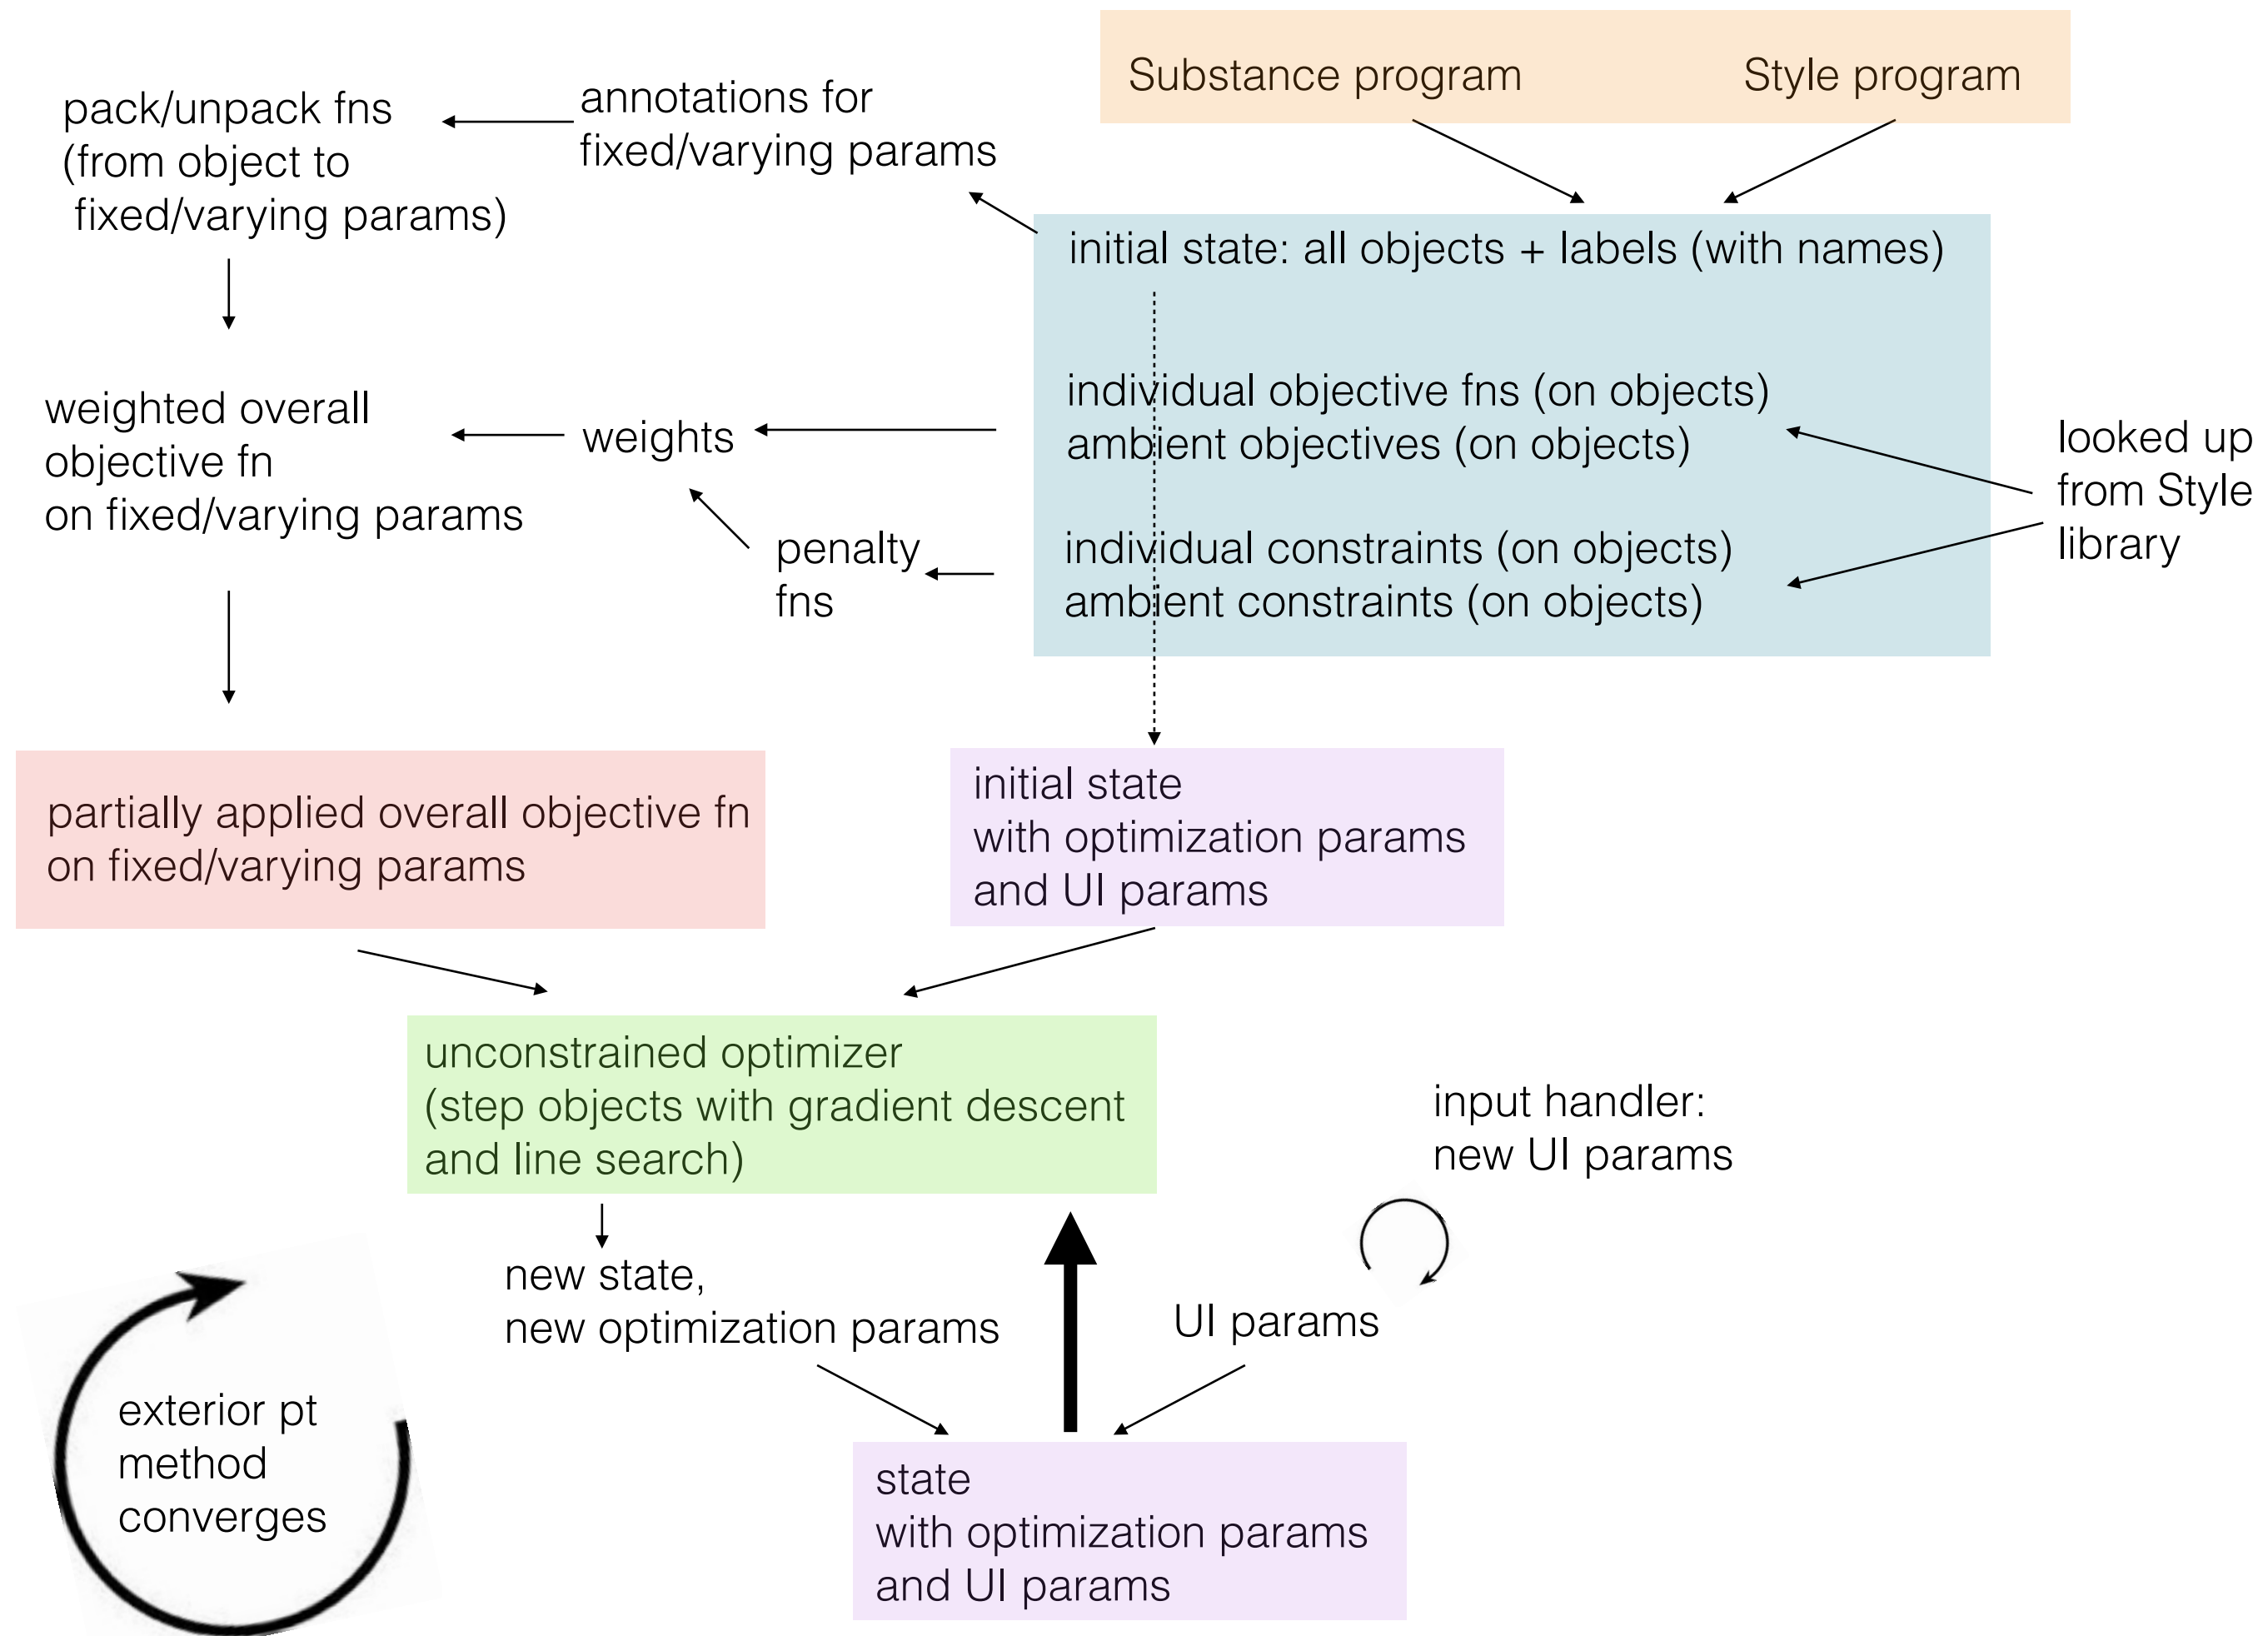 Substance program
Style program
pack/unpack fns
(from object to
fixed/varying params)
annotations for
fixed/varying params
initial state: all objects + labels (with names)
individual objective fns (on objects)
ambient objectives (on objects)
individual constraints (on objects)
ambient constraints (on objects)
looked up
from Style
library
weights
penalty
fns
weighted overall
objective fn
on fixed/varying params
partially applied overall objective fn
on fixed/varying params
initial state
with optimization params
and UI params
unconstrained optimizer
(step objects with gradient descent
and line search)
input handler:
new UI params
new state,
new optimization params
UI params
exterior pt
method
converges
state
with optimization params
and UI params